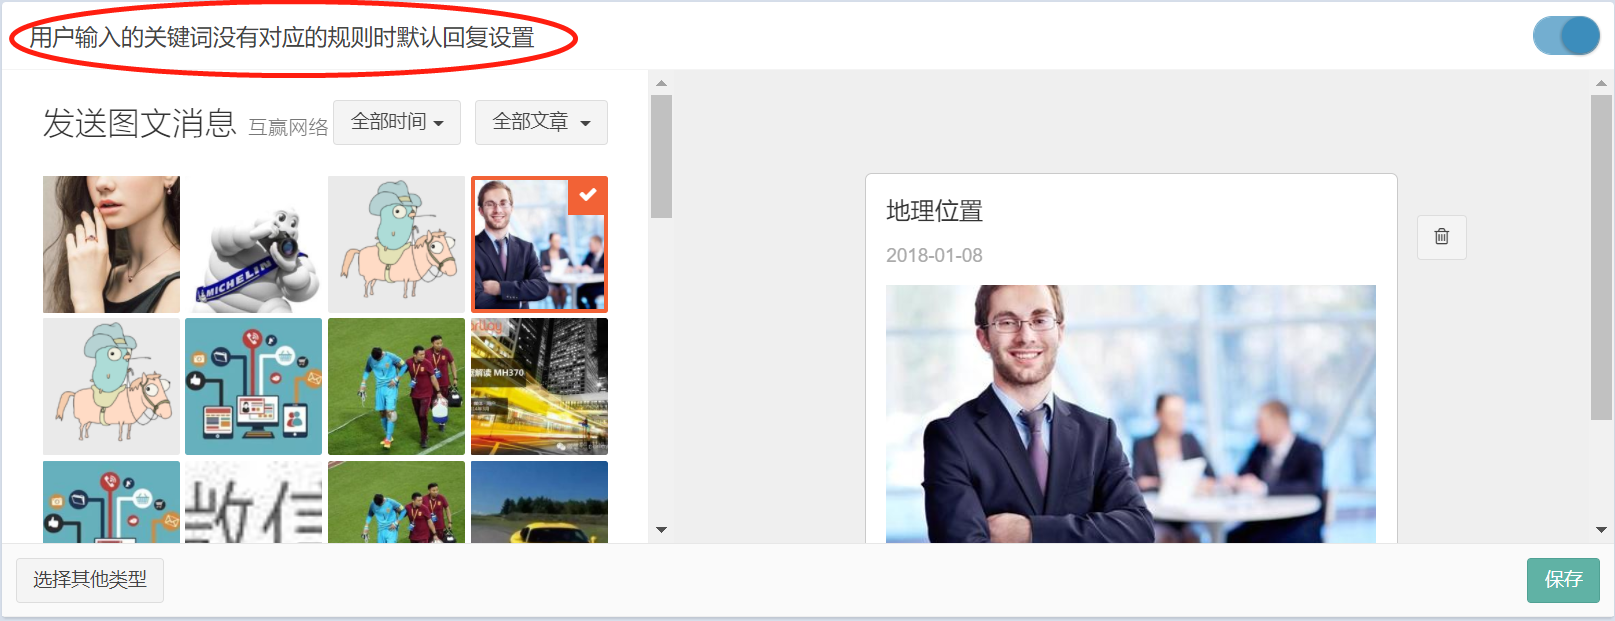 用户输入的关键词没有对应的规则时默认回复设置
发送图文消息 互赢网络 全部时间 全部文章
地理位置
2018-01-08
MICHELIN
解读 MH370
微信
选择其他类型
保存